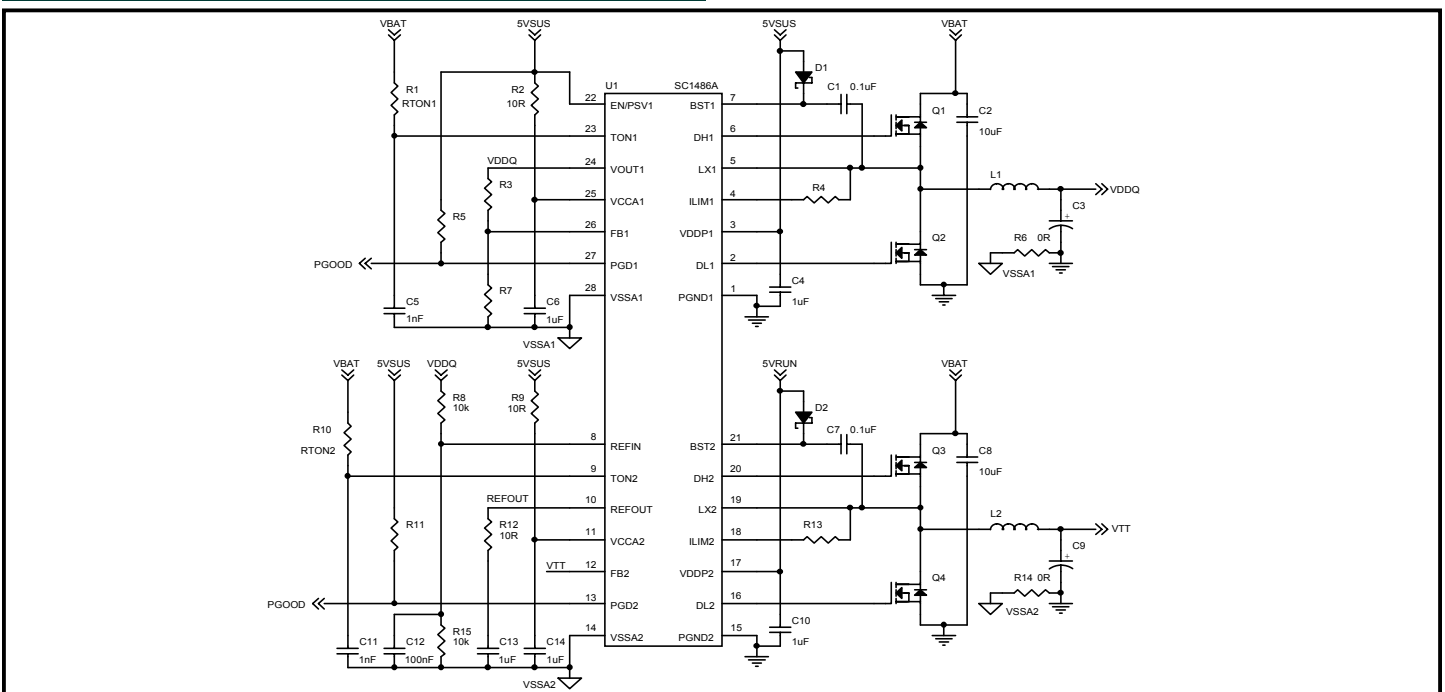 VBAT
5VSUS
5VSUS
VBAT
R1
RTON1
R2
10R
U1
SC1486A
D1
C1 0.1uF
22 EN/PSV1
BST1 7
Q1
C2
10uF
23 TON1
DH1 6
VDDQ
24 VOUT1
LX1 5
R3
L1
R4
25 VCCA1
ILIM1 4
VDDQ
C3
+
R5
26 FB1
VDDP1 3
Q2
R6 0R
PGOOD
27 PGD1
DL1 2
VSSA1
R7
28 VSSA1
PGND1 1
C4
1uF
C5
1nF
C6
1uF
VSSA1
VBAT
5VSUS
VDDQ
5VSUS
5VRUN
VBAT
R8
10k
R9
10R
D2
R10
RTON2
C7 0.1uF
8 REFIN
BST2 21
Q3
C8
10uF
9 TON2
DH2 20
REFOUT
10 REFOUT
LX2 19
R11
R12
10R
L2
R13
11 VCCA2
ILIM2 18
VTT
C9
+
VTT
12 FB2
VDDP2 17
Q4
R14 0R
PGOOD
13 PGD2
DL2 16
VSSA2
R15
10k
14 VSSA2
PGND2 15
C10
1uF
C11
1nF
C12
100nF
C13
1uF
C14
1uF
VSSA2